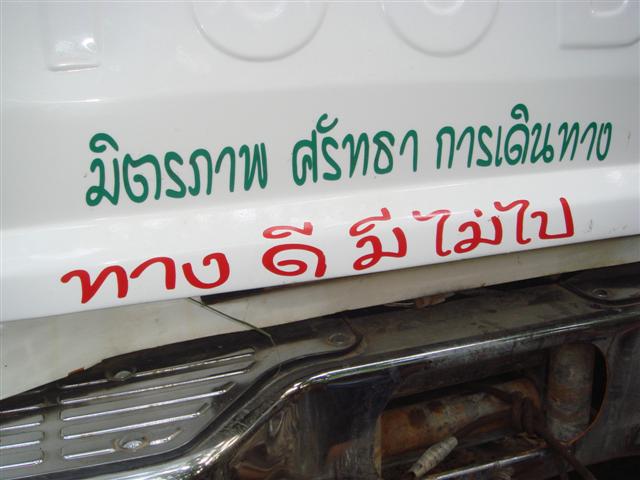 มิตรภาพ ศรัทธา การเดินทาง
ทาง ดี มี ไม่ไป